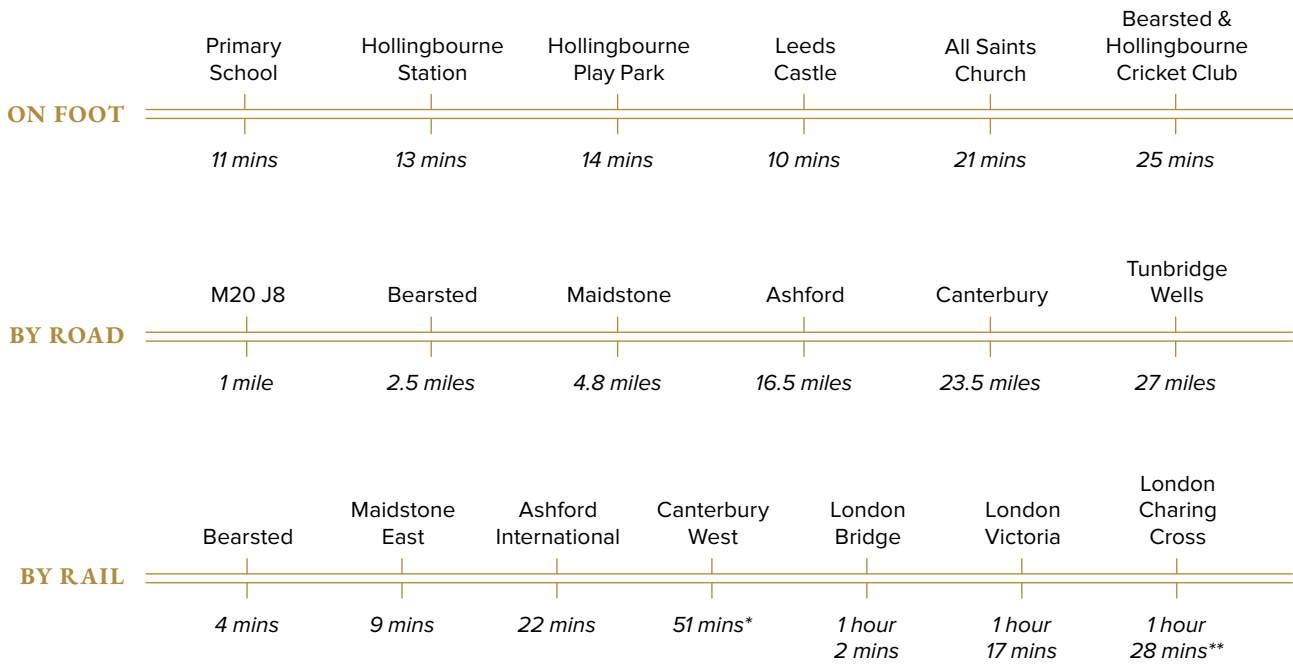 Primary
School
Hollingbourne
Station
Hollingbourne
Play Park
Leeds
Castle
All Saints
Church
Bearsted &
Hollingbourne
Cricket Club
ON FOOT
11 mins
13 mins
14 mins
10 mins
21 mins
25 mins
M20 J8
Bearsted
Maidstone
Ashford
Canterbury
Tunbridge
Wells
BY ROAD
1 mile
2.5 miles
4.8 miles
16.5 miles
23.5 miles
27 miles
Bearsted
Maidstone
East
Ashford
International
Canterbury
West
London
Bridge
London
Victoria
London
Charing
Cross
BY RAIL
4 mins
9 mins
22 mins
51 mins*
1 hour
2 mins
1 hour
17 mins
1 hour
28 mins**